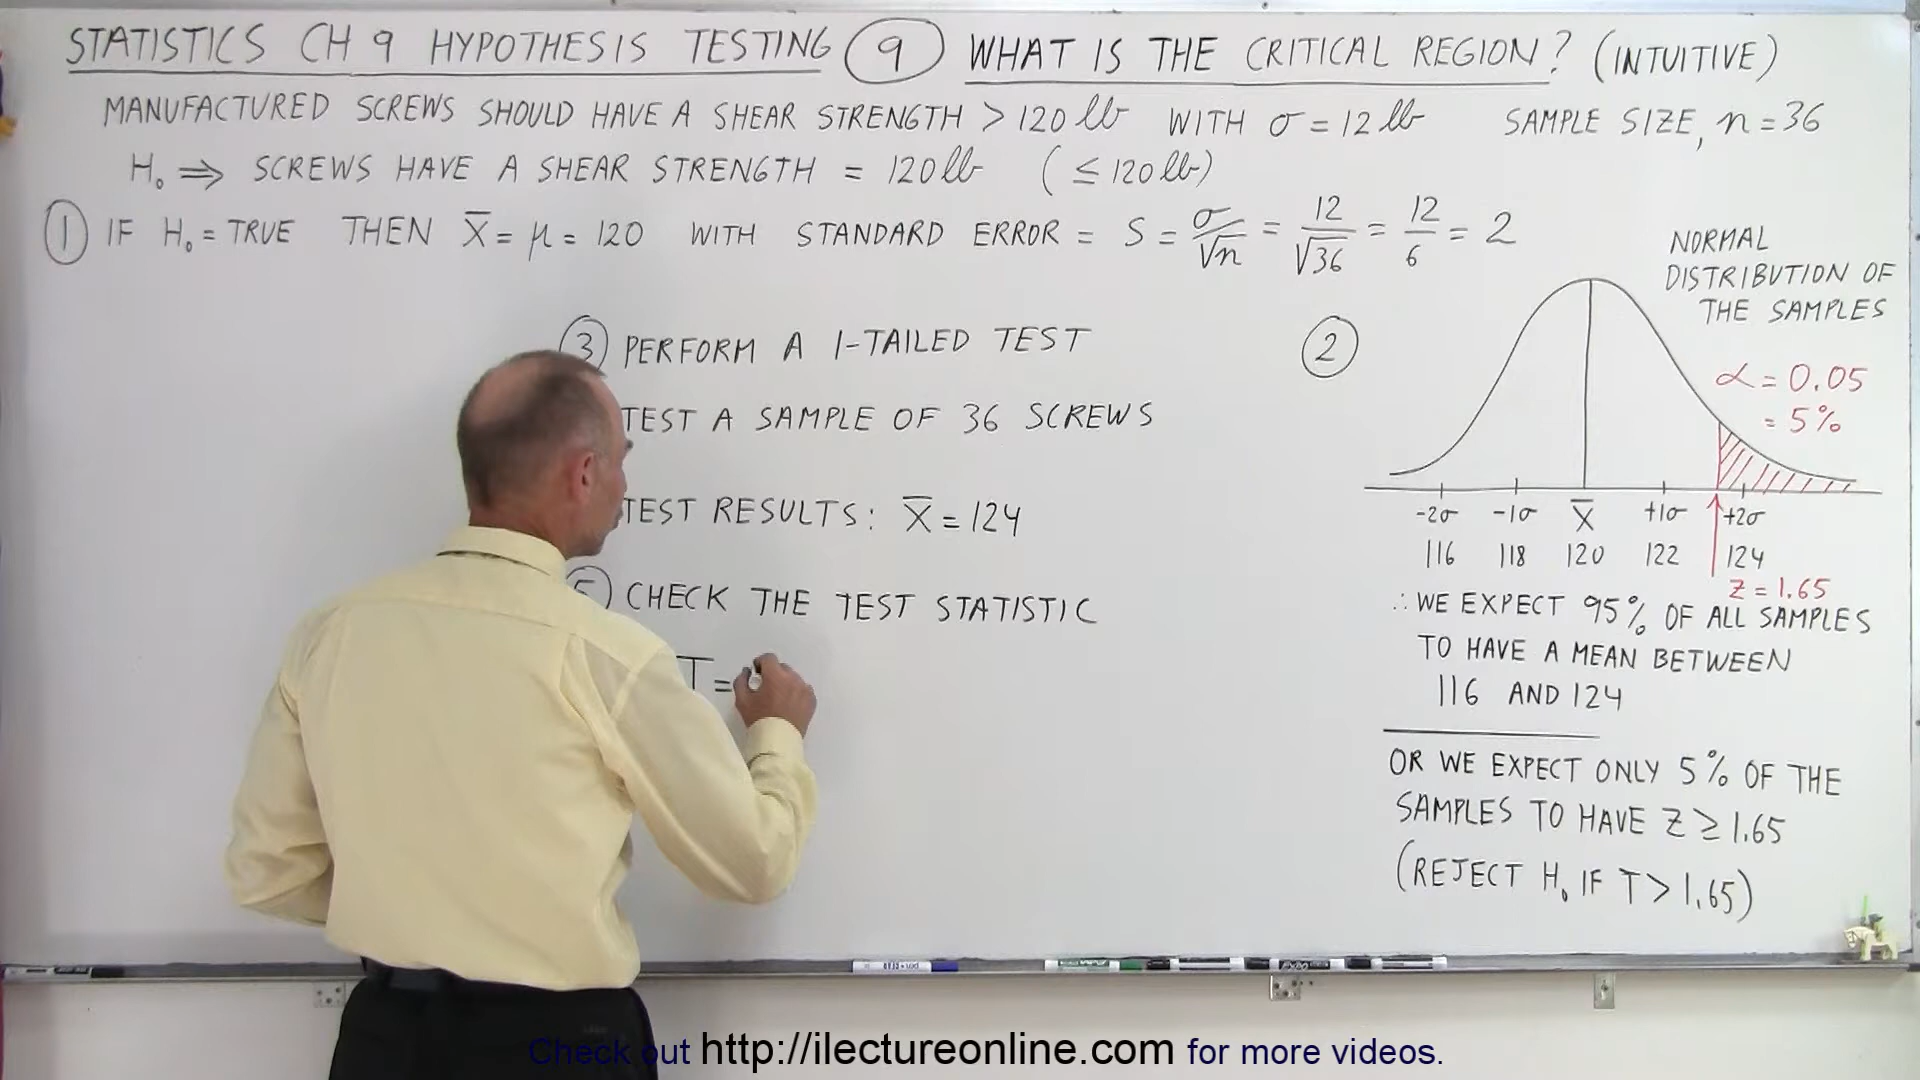 STATISTICS CH 9 HYPOTHESIS TESTING 9 WHAT IS THE CRITICAL REGION? (INTUITIVE)
MANUFACTURED SCREWS SHOULD HAVE A SHEAR STRENGTH > 120 lb WITH σ = 12 lb SAMPLE SIZE, n = 36
H₀ ⇒ SCREWS HAVE A SHEAR STRENGTH = 120 lb (≤ 120 lb)
1 IF H₀ = TRUE THEN X̄ = μ = 120 WITH STANDARD ERROR = S = σ/√n = 12/√36 = 12/6 = 2
3 PERFORM A 1-TAILED TEST
TEST A SAMPLE OF 36 SCREWS
TEST RESULTS: X̄ = 124
5 CHECK THE TEST STATISTIC
T =
2
NORMAL
DISTRIBUTION OF
THE SAMPLES
α = 0.05
= 5%
-2σ -1σ X̄ +1σ +2σ
116 118 120 122 124
Z = 1.65
∴ WE EXPECT 95% OF ALL SAMPLES
TO HAVE A MEAN BETWEEN
116 AND 124
OR WE EXPECT ONLY 5% OF THE
SAMPLES TO HAVE Z ≥ 1.65
(REJECT H₀ IF T > 1.65)
Check out http://ilectureonline.com for more videos.